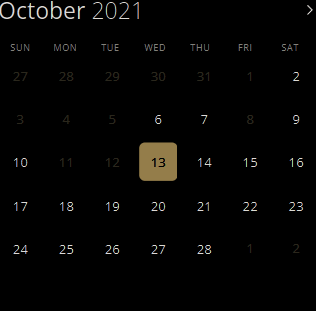 October 2021 >
SUN MON TUE WED THU FRI SAT
27 28 29 30 31 1 2
3 4 5 6 7 8 9
10 11 12 13 14 15 16
17 18 19 20 21 22 23
24 25 26 27 28 1 2